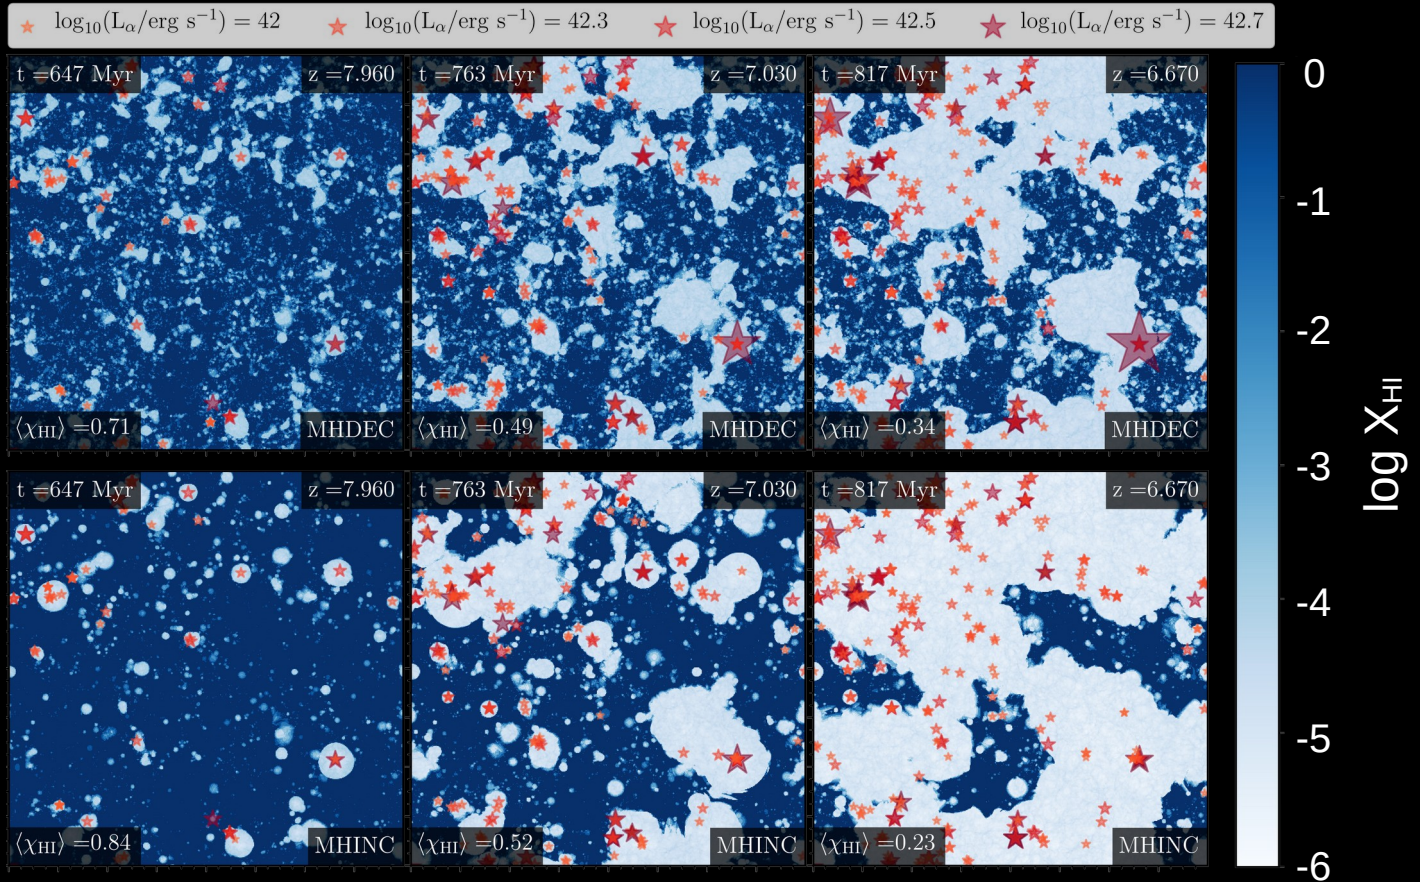 log₁₀(Lα/erg s⁻¹) = 42 log₁₀(Lα/erg s⁻¹) = 42.3 log₁₀(Lα/erg s⁻¹) = 42.5 log₁₀(Lα/erg s⁻¹) = 42.7
t =647 Myr z =7.960
t =763 Myr z =7.030
t =817 Myr z =6.670
⟨χHI⟩ =0.71 MHDEC
⟨χHI⟩ =0.49 MHDEC
⟨χHI⟩ =0.34 MHDEC
t =647 Myr z =7.960
t =763 Myr z =7.030
t =817 Myr z =6.670
⟨χHI⟩ =0.84 MHINC
⟨χHI⟩ =0.52 MHINC
⟨χHI⟩ =0.23 MHINC
0
-1
-2
-3
-4
-5
-6
log XHI